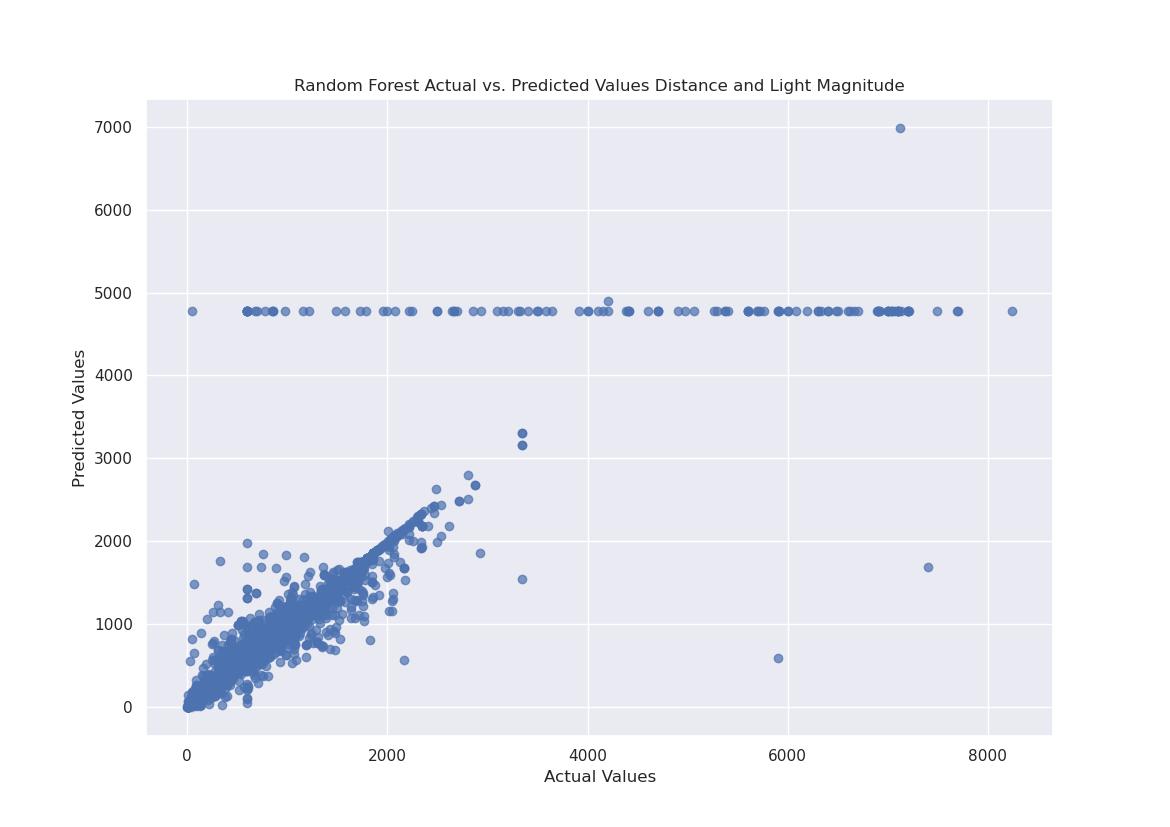 Random Forest Actual vs. Predicted Values Distance and Light Magnitude
7000
6000
5000
4000
3000
2000
1000
0
Predicted Values
0 2000 4000 6000 8000
Actual Values